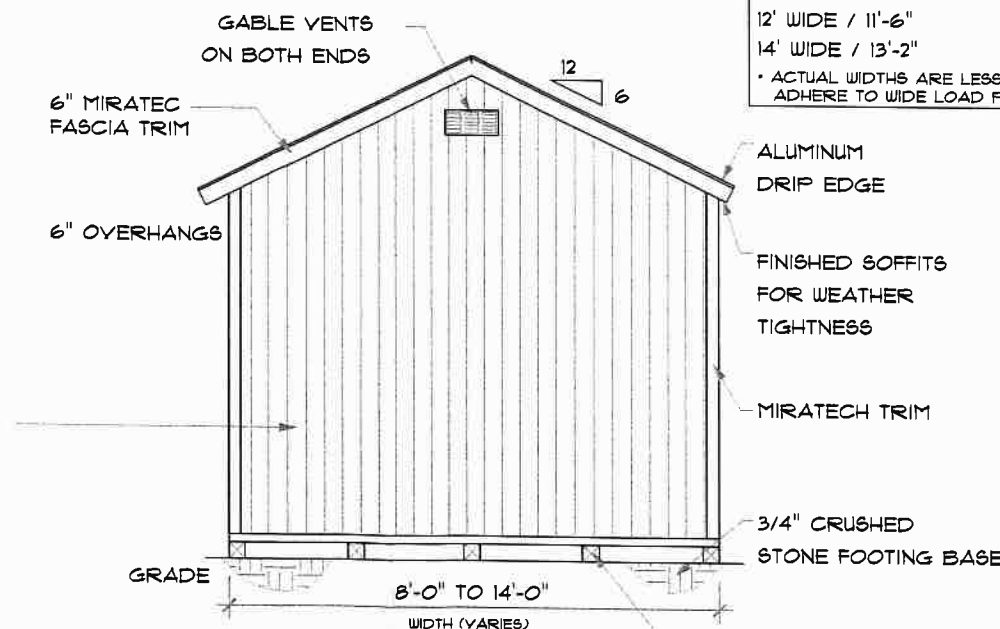 GABLE VENTS
ON BOTH ENDS
12' WIDE / 11'-6"
14' WIDE / 13'-2"
• ACTUAL WIDTHS ARE LESS
ADHERE TO WIDE LOAD
12
6
6" MIRATEC
FASCIA TRIM
ALUMINUM
DRIP EDGE
6" OVERHANGS
FINISHED SOFFITS
FOR WEATHER
TIGHTNESS
MIRATECH TRIM
3/4" CRUSHED
STONE FOOTING BASE
GRADE
8'-0" TO 14'-0"
WIDTH (VARIES)